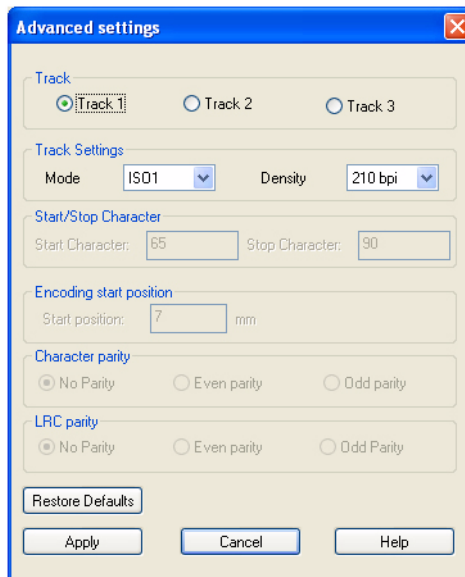 Advanced settings
Track
Track 1 Track 2 Track 3
Track Settings
Mode ISO1 Density 210 bpi
Start/Stop Character
Start Character: 65 Stop Character: 90
Encoding start position
Start position: 7 mm
Character parity
No Parity Even parity Odd parity
LRC parity
No Parity Even parity Odd Parity
Restore Defaults
Apply Cancel Help